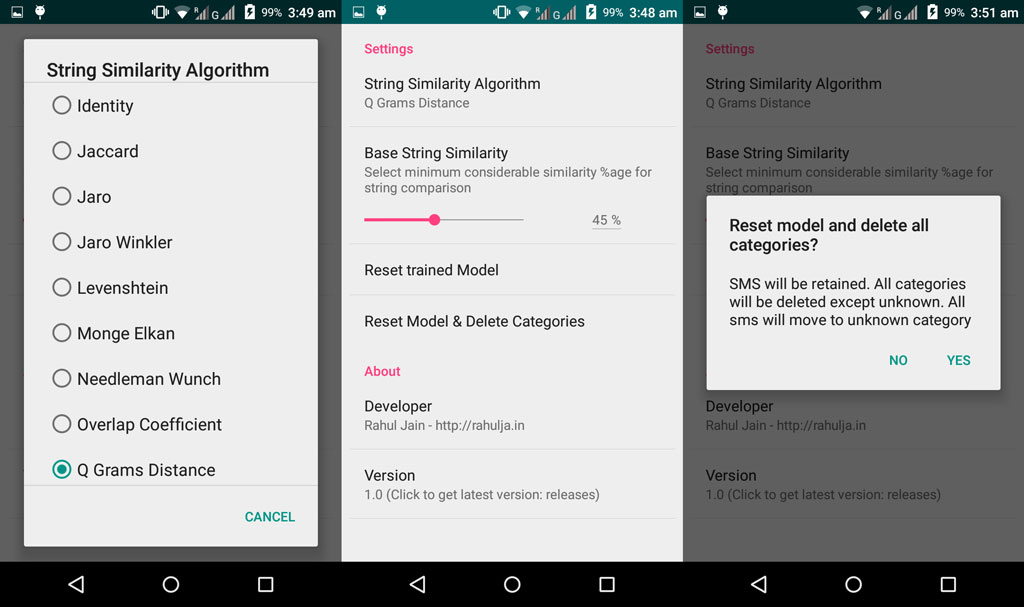 99% 3:49 am
String Similarity Algorithm
Identity
Jaccard
Jaro
Jaro Winkler
Levenshtein
Monge Elkan
Needleman Wunch
Overlap Coefficient
Q Grams Distance
CANCEL
R G 99% 3:48 am
Settings
String Similarity Algorithm
Q Grams Distance
Base String Similarity
Select minimum considerable similarity %age for
string comparison
45 %
Reset trained Model
Reset Model & Delete Categories
About
Developer
Rahul Jain - http://rahulja.in
Version
1.0 (Click to get latest version: releases)
R G 99% 3:51 am
Settings
String Similarity Algorithm
Q Grams Distance
Base String Similarity
Select minimum considerable similarity %age for
string comparison
Reset model and delete all
categories?
SMS will be retained. All categories
will be deleted except unknown. All
sms will move to unknown category
NO YES
Developer
Rahul Jain - http://rahulja.in
Version
1.0 (Click to get latest version: releases)